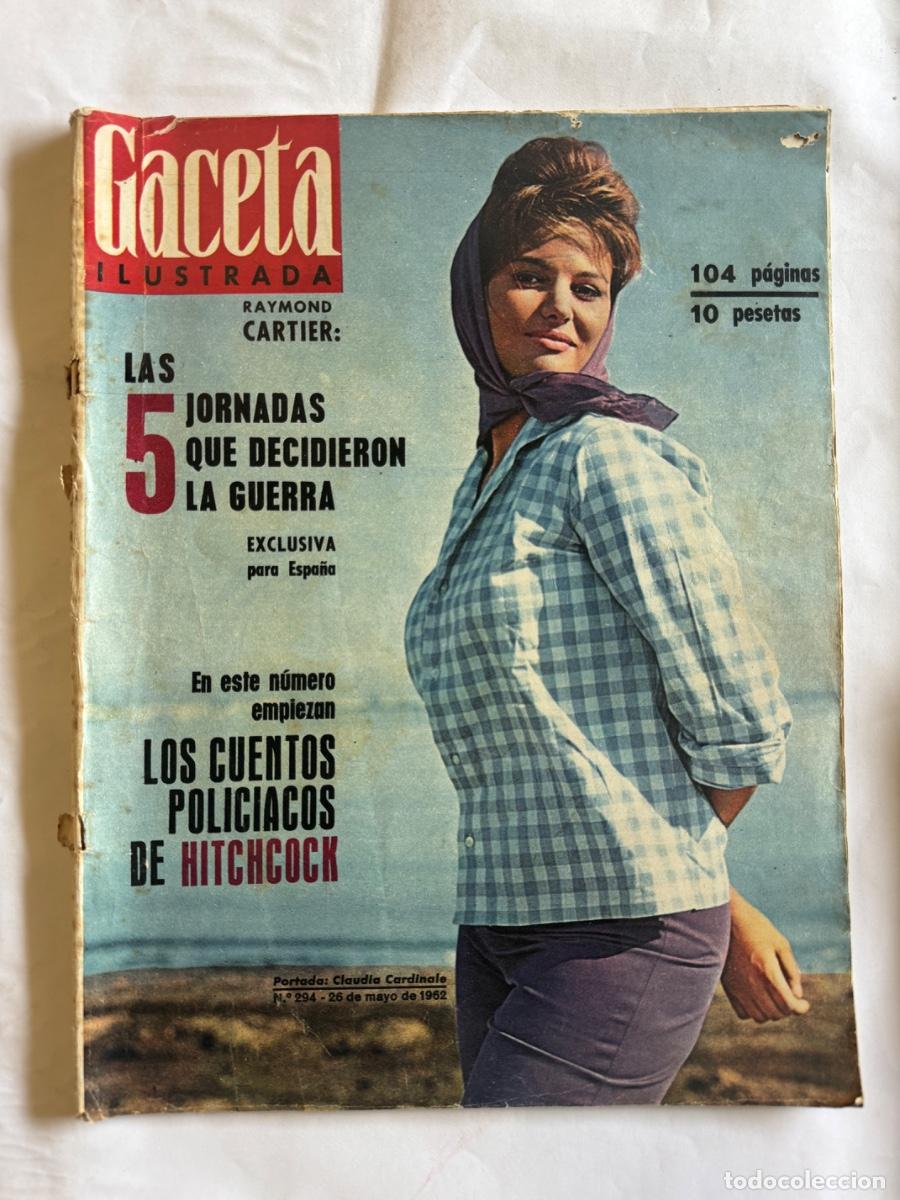 Gaceta
ILUSTRADA
RAYMOND
CARTIER:
LAS
5 JORNADAS
QUE DECIDIERON
LA GUERRA
EXCLUSIVA
para España
104 páginas
10 pesetas
En este número
empiezan
LOS CUENTOS
POLICIACOS
DE HITCHCOCK
Portada: Claudia Cardinale
N.º 294 - 26 de mayo de 1962
todocoleccion